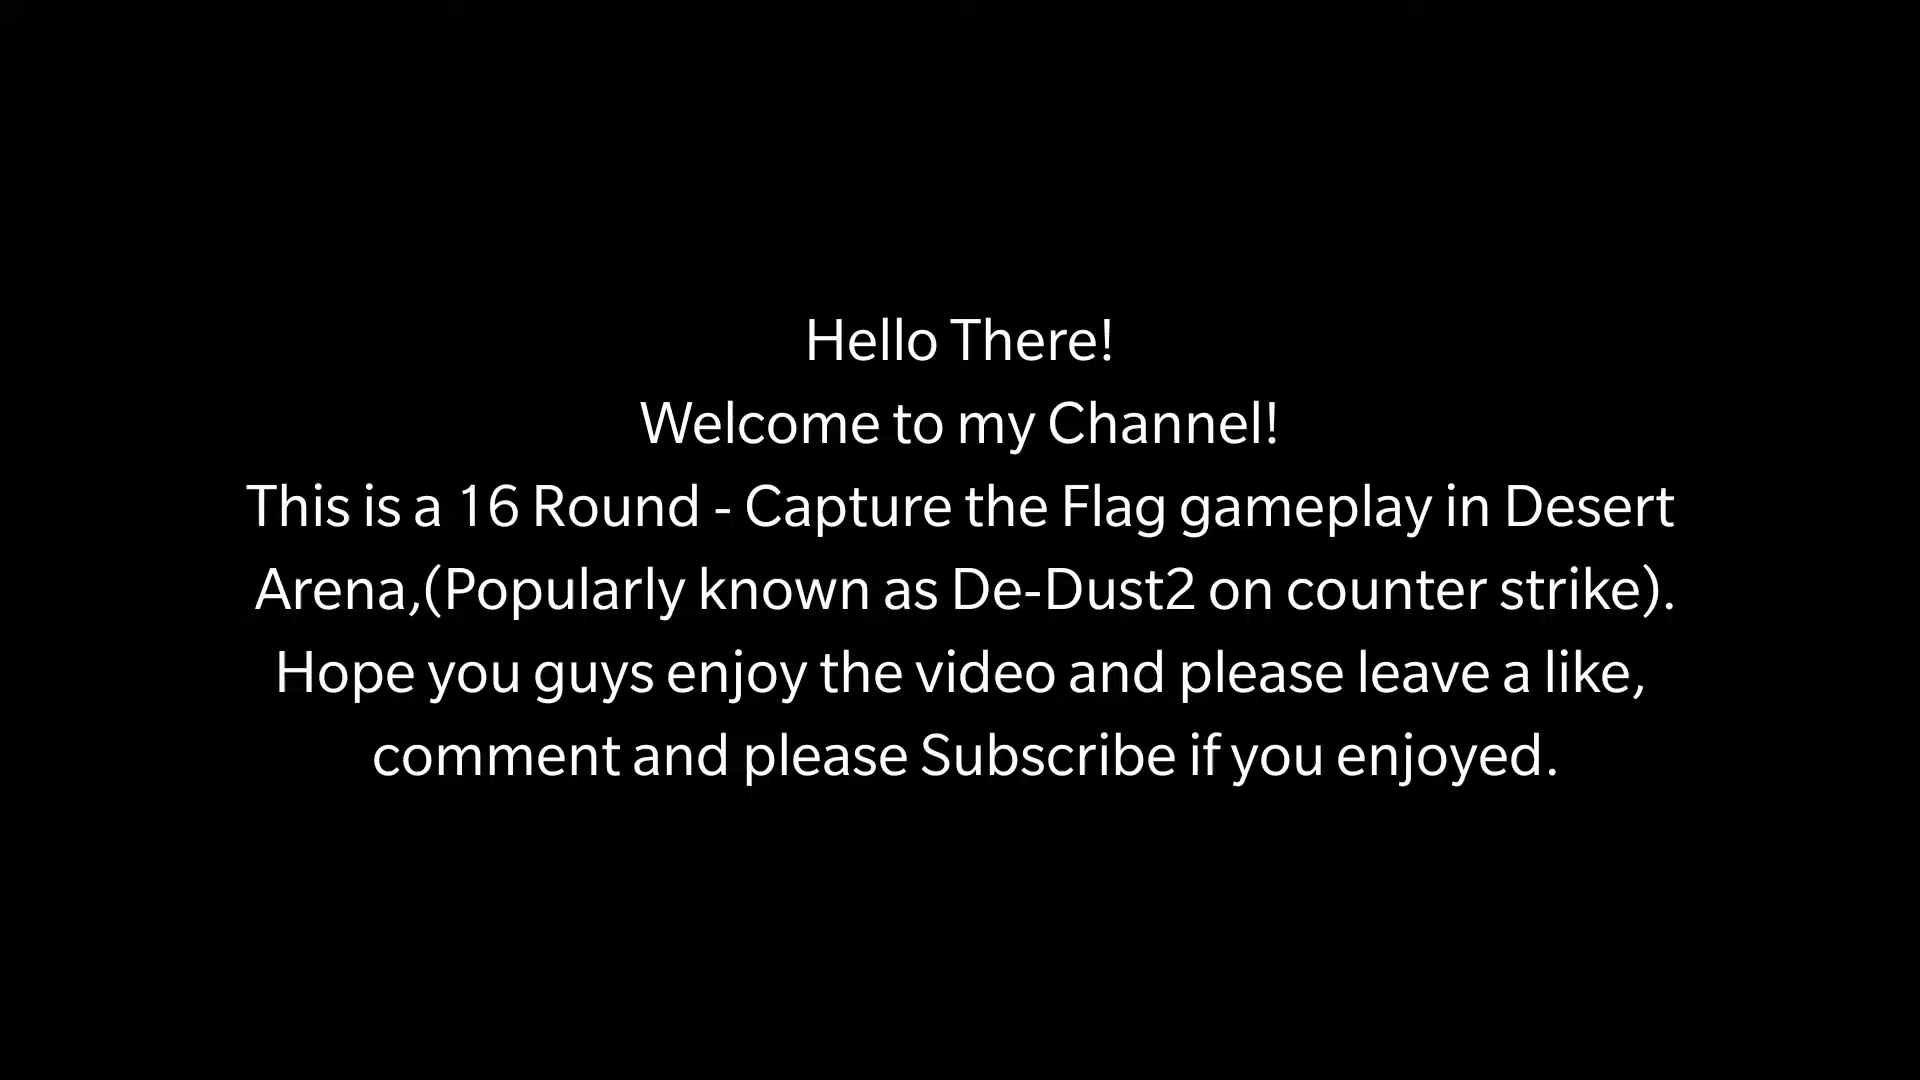 Hello There!
Welcome to my Channel!
This is a 16 Round - Capture the Flag gameplay in Desert
Arena,(Popularly known as De-Dust2 on counter strike).
Hope you guys enjoy the video and please leave a like,
comment and please Subscribe if you enjoyed.